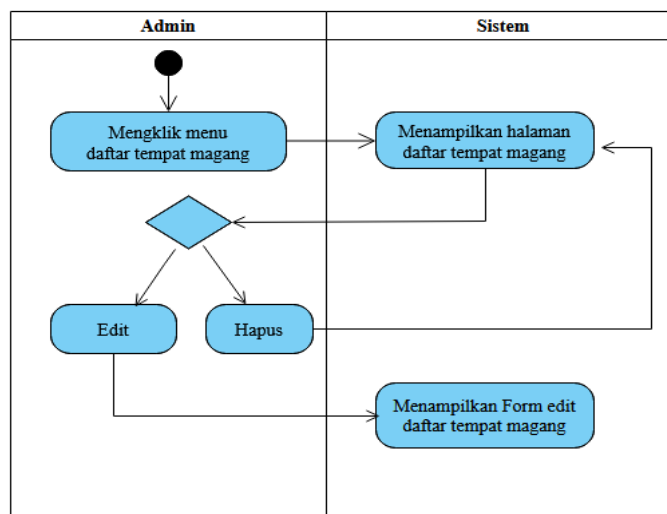 Admin
Sistem
Mengklik menu
daftar tempat magang
Menampilkan halaman
daftar tempat magang
Edit
Hapus
Menampilkan Form edit
daftar tempat magang